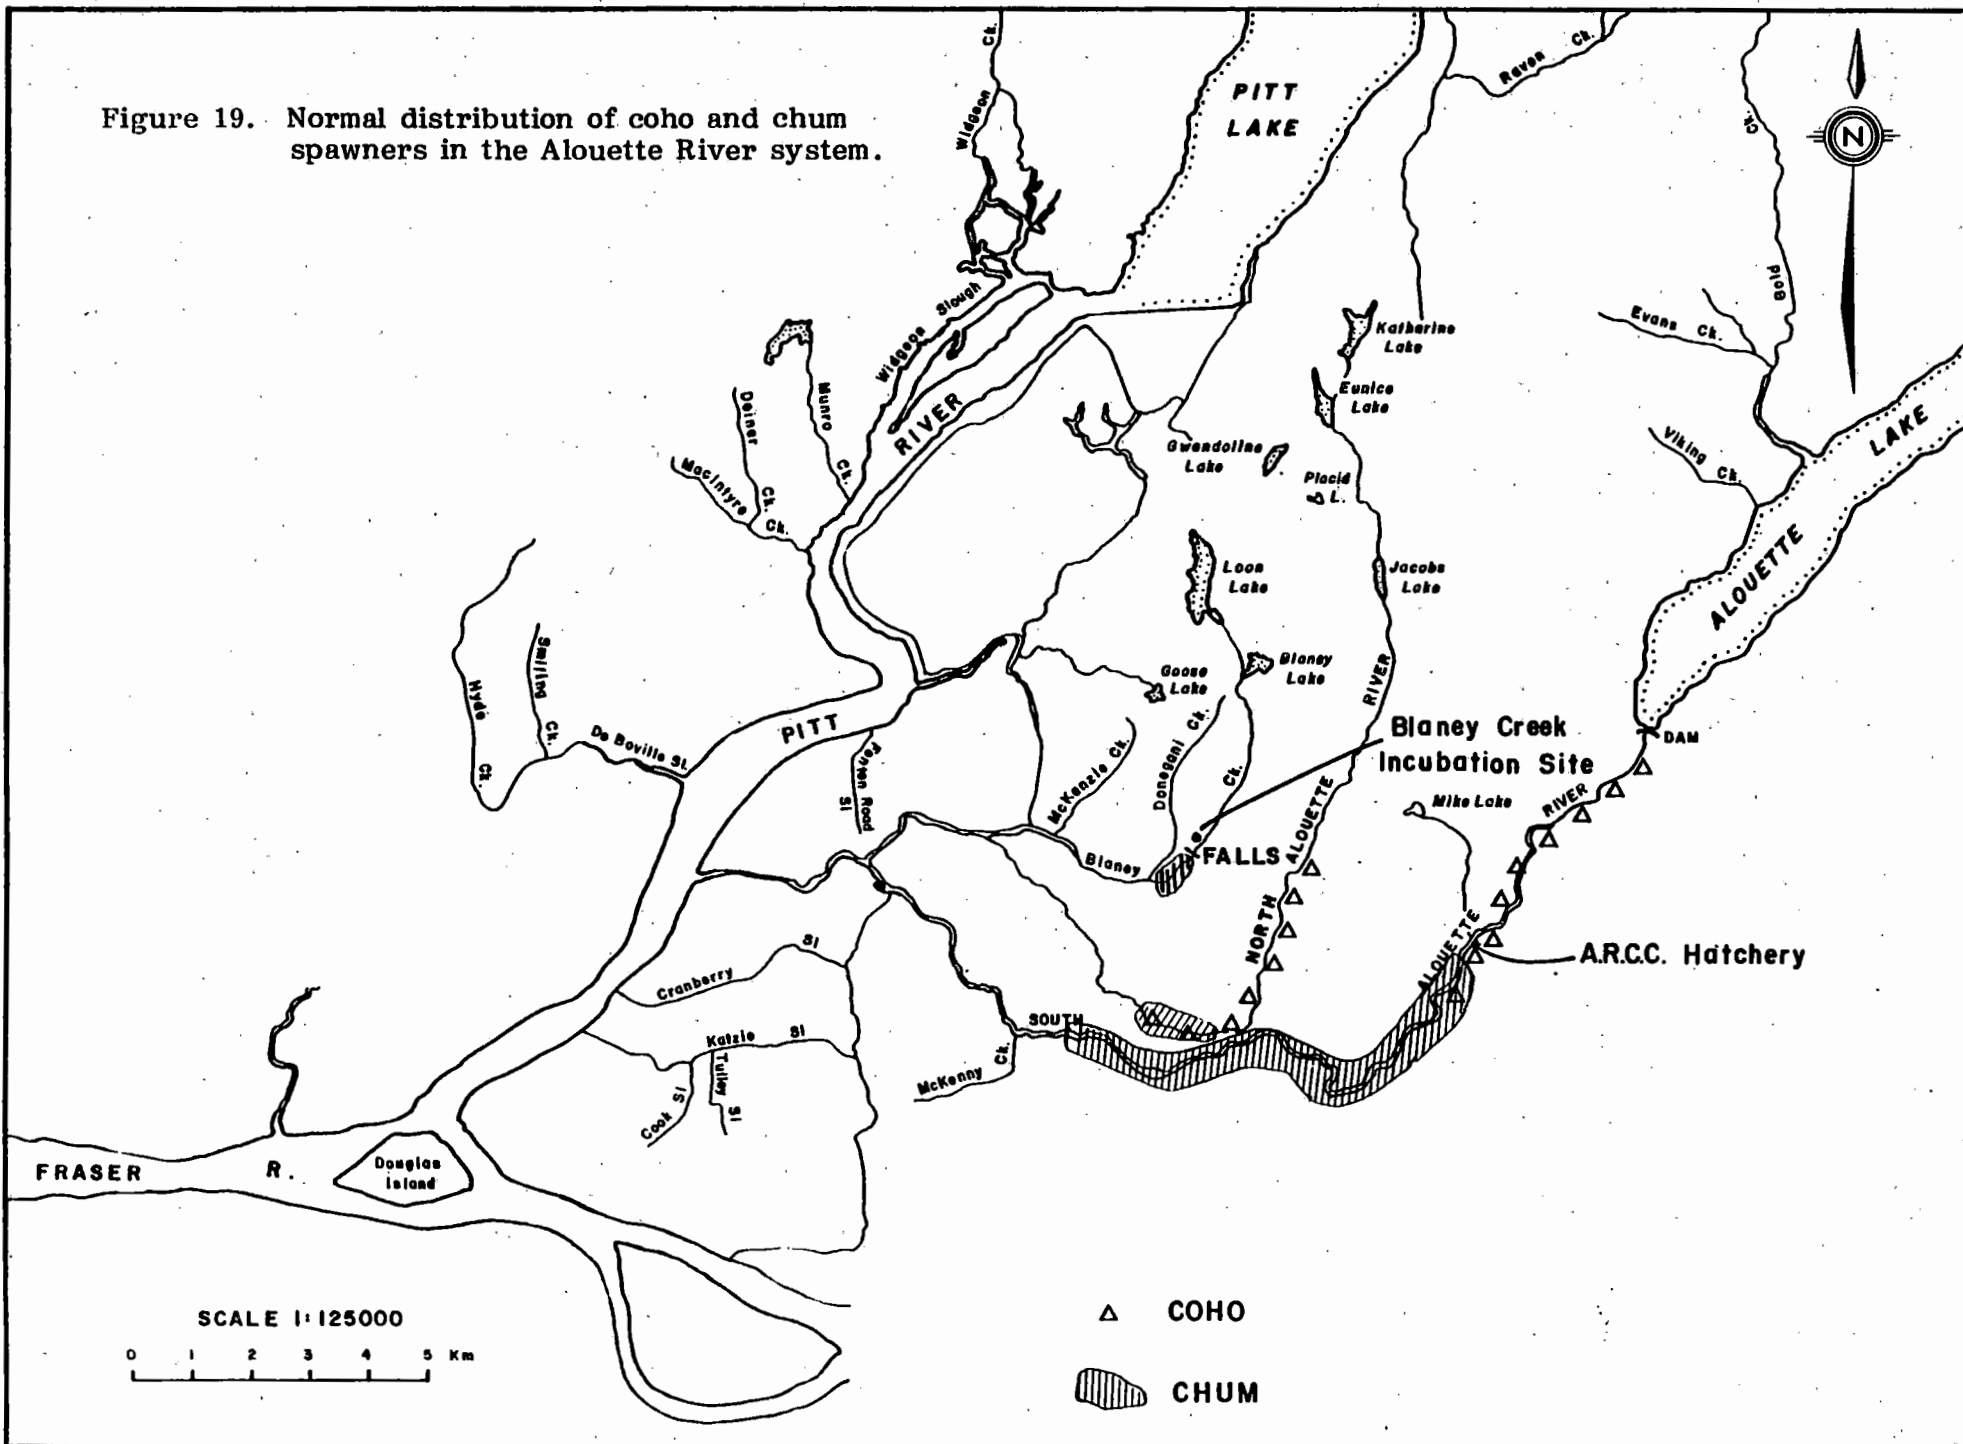 Figure 19. Normal distribution of coho and chum
spawners in the Alouette River system.
Widgeon
Ck.
PITT
LAKE
Raven Ck.
Bold
Ck.
N
Widgeon Slough
Katherine
Lake
Evans Ck.
Munro
Ck.
Deiner
Ck.
MacIntyre
Ck.
RIVER
Eunice
Lake
Gwendoline
Lake
Placid
L.
Viking Ck.
LAKE
ALOUETTE
Loon
Lake
Jacobs
Lake
Hyde
Ck.
Smiling
Ck.
De Boville Sl.
PITT
Goose
Lake
Blaney
Lake
RIVER
Blaney Creek
Incubation Site
DAM
Fenton Road
Sl
McKenzie Ck.
Donegani Ck.
Ck.
Mike Lake
RIVER
Blaney
FALLS
ALOUETTE
NORTH
ALOUETTE
A.R.C.C. Hatchery
Cranberry Sl
SOUTH
Katzie Sl
Tulley
Sl
Cook Sl
McKenny Ck.
FRASER R.
Douglas
Island
SCALE 1:125000
0 1 2 3 4 5 Km
COHO
CHUM